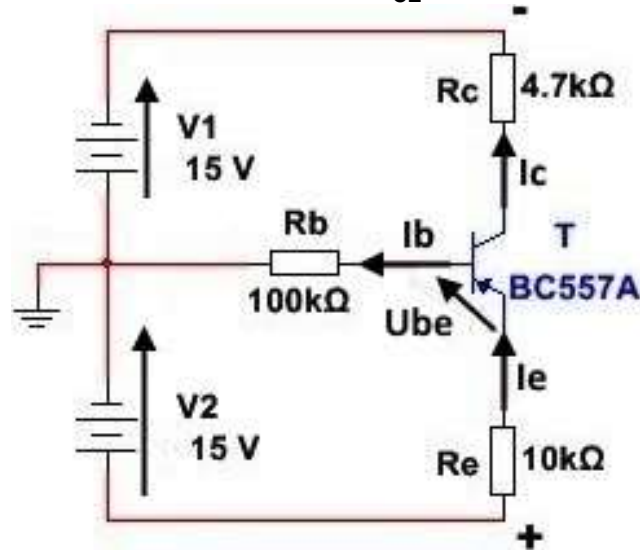 -
Rc 4.7kΩ
V1
15 V
Ic
Rb
Ib
T
100kΩ
BC557A
Ube
Ie
V2
15 V
Re 10kΩ
+